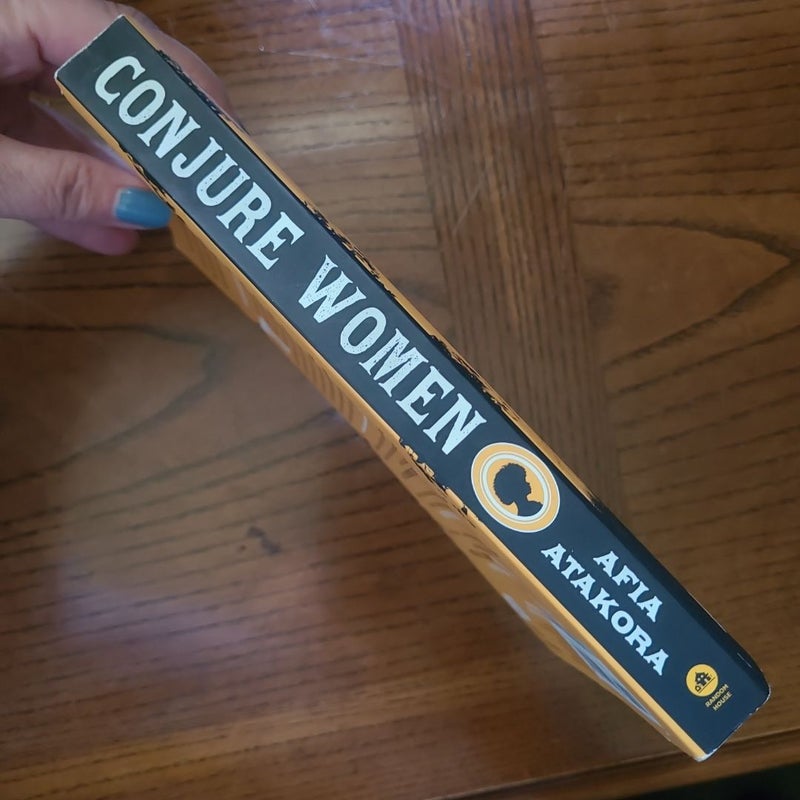 CONJURE WOMEN
AFIA
ATAKORA
RANDOM
HOUSE